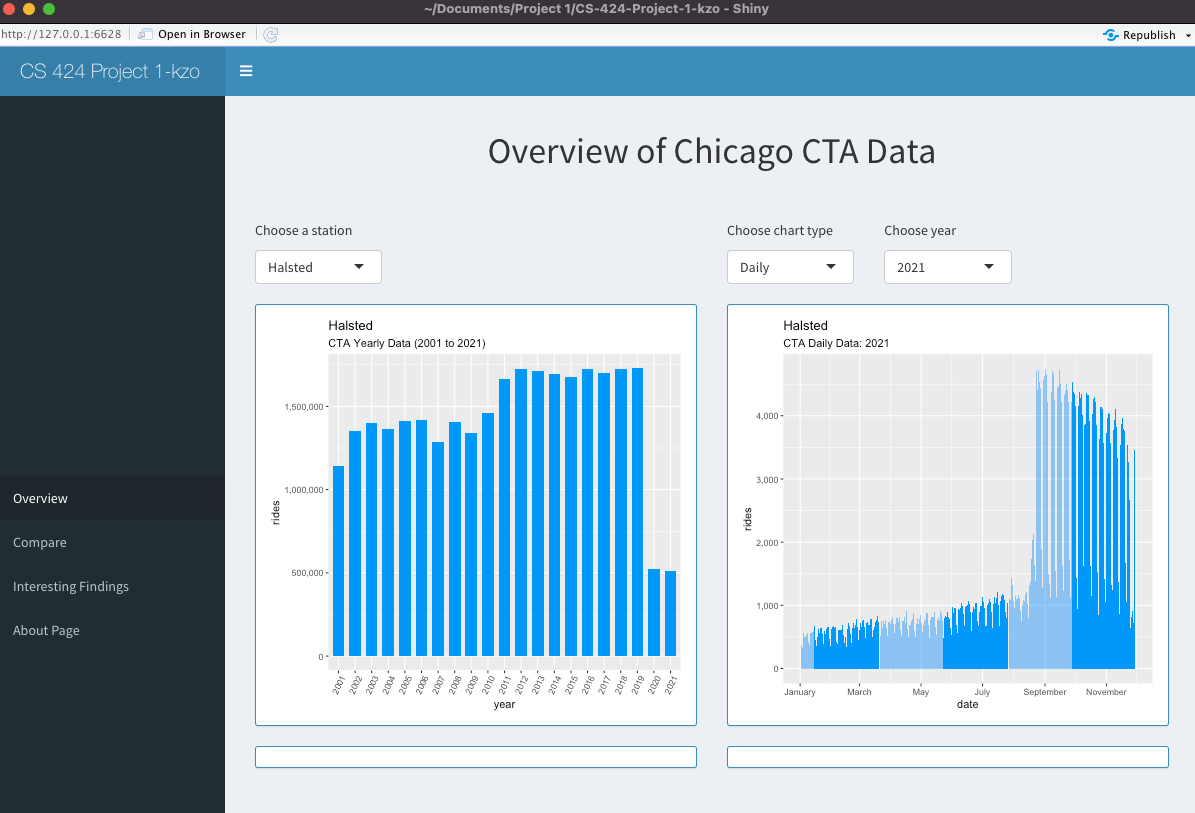 ~/Documents/Project 1/CS-424-Project-1-kzo - Shiny
http://127.0.0.1:6628 Open in Browser Republish
CS 424 Project 1-kzo
Overview of Chicago CTA Data
Choose a station
Halsted
Choose chart type
Daily
Choose year
2021
Overview
Compare
Interesting Findings
About Page
Halsted
CTA Yearly Data (2001 to 2021)
1,500,000
1,000,000
500,000
0
rides
2001 2002 2003 2004 2005 2006 2007 2008 2009 2010 2011 2012 2013 2014 2015 2016 2017 2018 2019 2020 2021
year
Halsted
CTA Daily Data: 2021
4,000
3,000
2,000
1,000
0
rides
January March May July September November
date